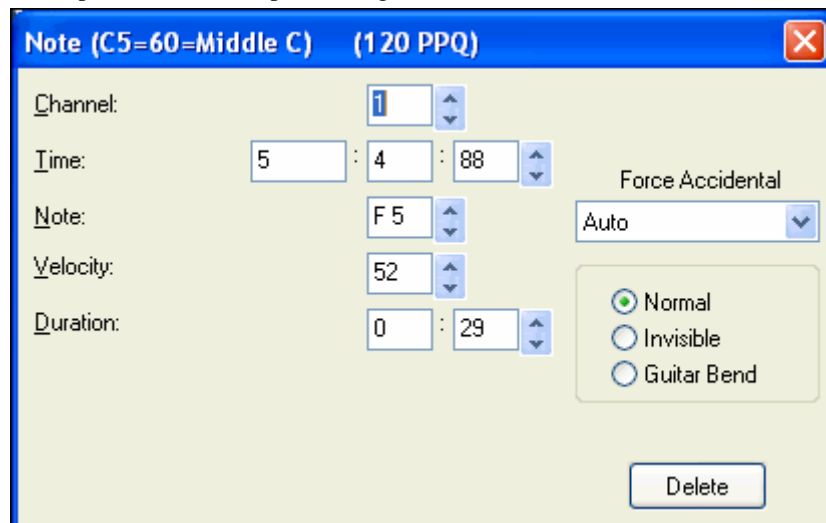 Note (C5=60=Middle C) (120 PPQ)
Channel: 1
Time: 5 : 4 : 88
Force Accidental
Note: F 5 Auto
Velocity: 52
Normal
Duration: 0 : 29
Invisible
Guitar Bend
Delete